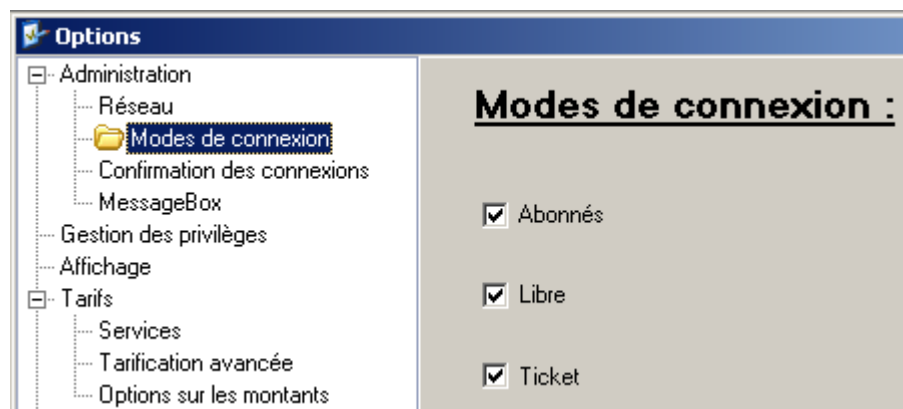 Options
Administration
Réseau
Modes de connexion
Confirmation des connexions
MessageBox
Gestion des privilèges
Affichage
Tarifs
Services
Tarification avancée
Options sur les montants
Modes de connexion :
Abonnés
Libre
Ticket